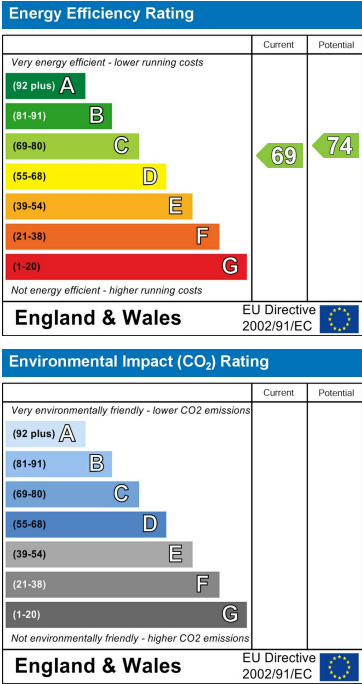 Energy Efficiency Rating
Current Potential
Very energy efficient - lower running costs
(92 plus) A
(81-91) B
(69-80) C
(55-68) D
(39-54) E
(21-38) F
(1-20) G
69 74
Not energy efficient - higher running costs
England & Wales
EU Directive
2002/91/EC
Environmental Impact (CO2) Rating
Current Potential
Very environmentally friendly - lower CO2 emissions
(92 plus) A
(81-91) B
(69-80) C
(55-68) D
(39-54) E
(21-38) F
(1-20) G
Not environmentally friendly - higher CO2 emissions
England & Wales
EU Directive
2002/91/EC